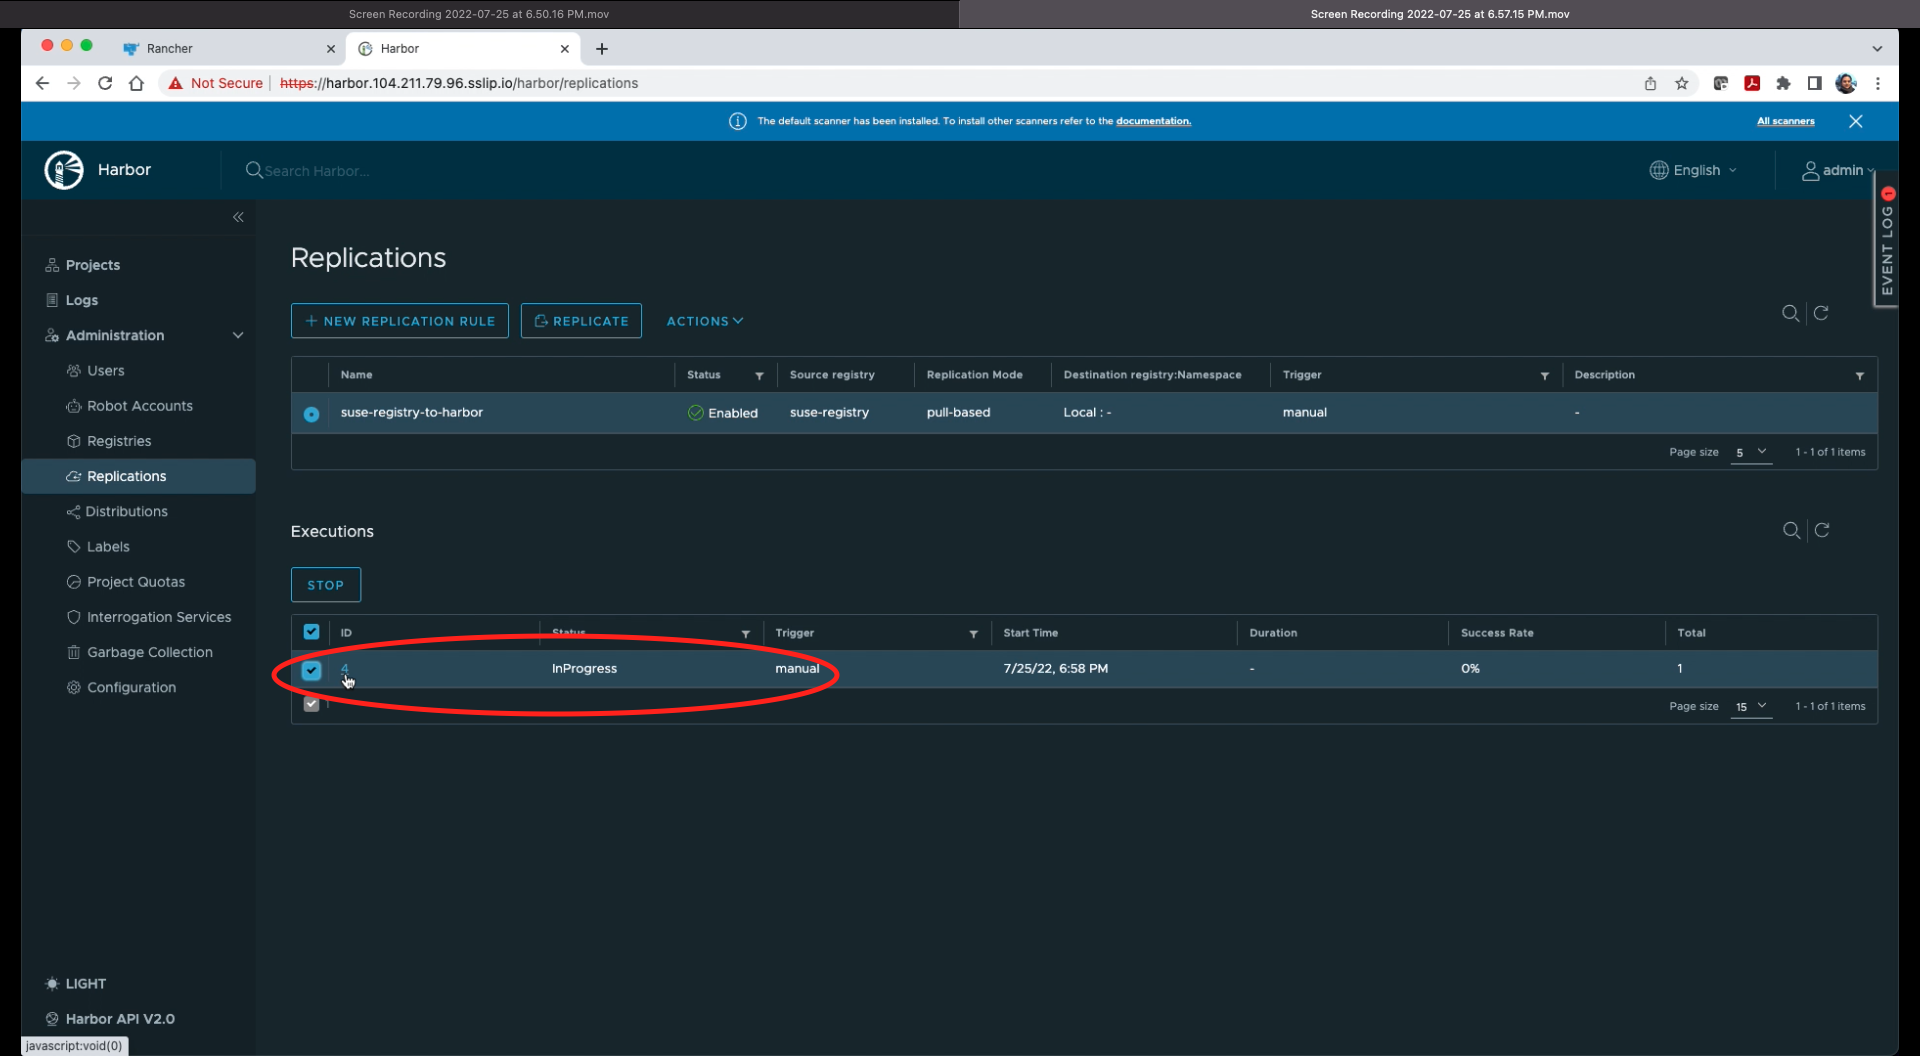 Screen Recording 2022-07-25 at 6.50.16 PM.mov
Screen Recording 2022-07-25 at 6.57.15 PM.mov
Rancher
Harbor
Not Secure
https://harbor.104.211.79.96.sslip.io/harbor/replications
The default scanner has been installed. To install other scanners refer to the documentation.
All scanners
Harbor
Search Harbor...
English
admin
EVENT LOG 1
Projects
Logs
Administration
Users
Robot Accounts
Registries
Replications
Distributions
Labels
Project Quotas
Interrogation Services
Garbage Collection
Configuration
LIGHT
Harbor API V2.0
javascript:void(0)
Replications
+ NEW REPLICATION RULE
REPLICATE
ACTIONS
Name Status Source registry Replication Mode Destination registry:Namespace Trigger Description
suse-registry-to-harbor Enabled suse-registry pull-based Local : - manual -
Page size 5 1 - 1 of 1 items
Executions
STOP
ID Status Trigger Start Time Duration Success Rate Total
4 InProgress manual 7/25/22, 6:58 PM - 0% 1
1
Page size 15 1 - 1 of 1 items